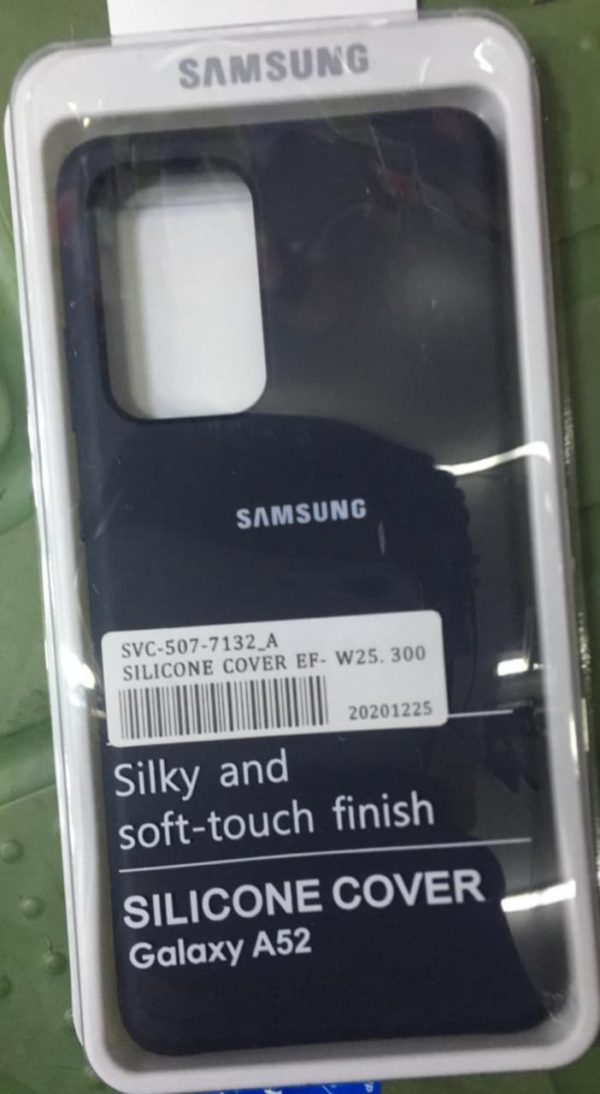 SAMSUNG
SAMSUNG
SVC-507-7132_A
SILICONE COVER EF- W25. 300
20201225
Silky and
soft-touch finish
SILICONE COVER
Galaxy A52